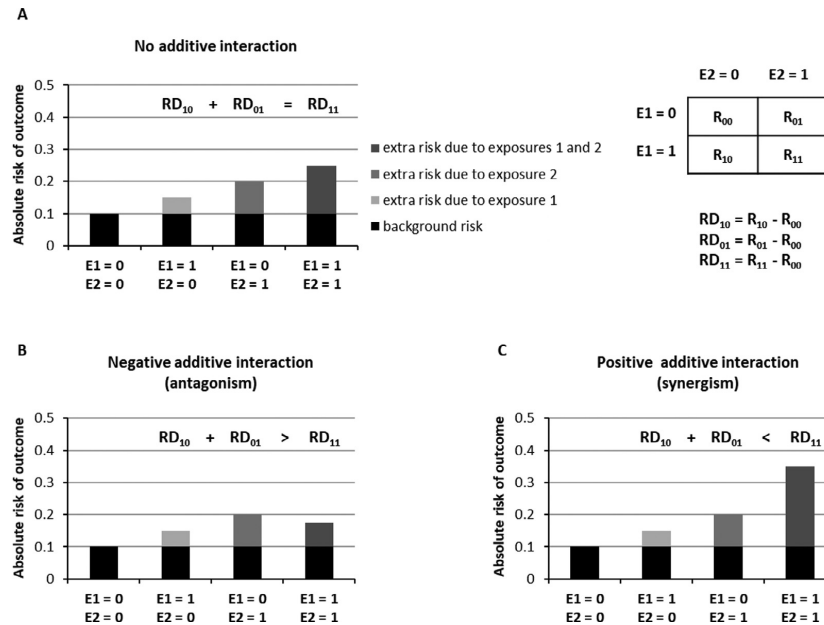 A
No additive interaction
Absolute risk of outcome
0.5
0.4
0.3
0.2
0.1
0
RD₁₀ + RD₀₁ = RD₁₁
E1 = 0 E1 = 1 E1 = 0 E1 = 1
E2 = 0 E2 = 0 E2 = 1 E2 = 1
extra risk due to exposures 1 and 2
extra risk due to exposure 2
extra risk due to exposure 1
background risk
E2 = 0 E2 = 1
E1 = 0 R₀₀ R₀₁
E1 = 1 R₁₀ R₁₁
RD₁₀ = R₁₀ - R₀₀
RD₀₁ = R₀₁ - R₀₀
RD₁₁ = R₁₁ - R₀₀
B
Negative additive interaction
(antagonism)
Absolute risk of outcome
0.5
0.4
0.3
0.2
0.1
0
RD₁₀ + RD₀₁ > RD₁₁
E1 = 0 E1 = 1 E1 = 0 E1 = 1
E2 = 0 E2 = 0 E2 = 1 E2 = 1
C
Positive additive interaction
(synergism)
Absolute risk of outcome
0.5
0.4
0.3
0.2
0.1
0
RD₁₀ + RD₀₁ < RD₁₁
E1 = 0 E1 = 1 E1 = 0 E1 = 1
E2 = 0 E2 = 0 E2 = 1 E2 = 1